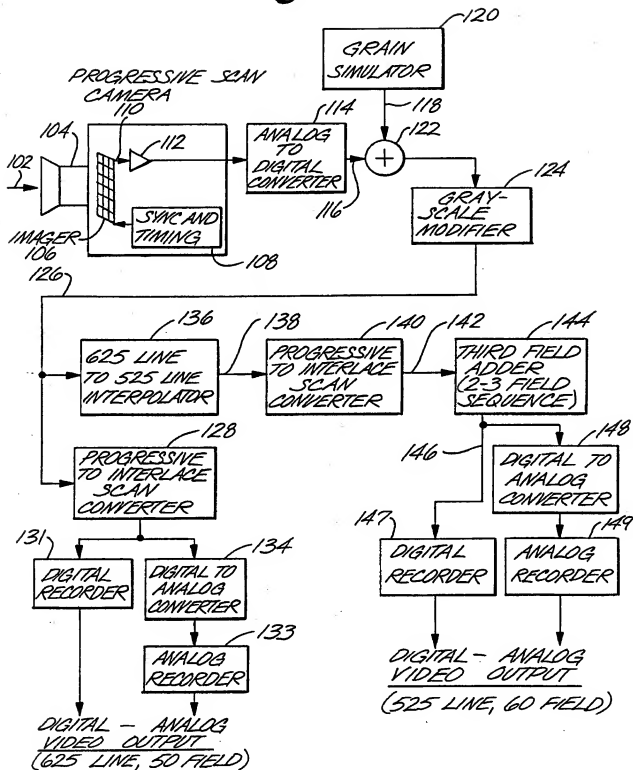 120
GRAIN
SIMULATOR
PROGRESSIVE SCAN
CAMERA
110
104
112
102
114
ANALOG
TO
DIGITAL
CONVERTER
118
122
+
116
124
GRAY-
SCALE
MODIFIER
SYNC AND
TIMING
IMAGER
106
108
126
136
625 LINE
TO 525 LINE
INTERPOLATOR
138
140
PROGRESSIVE
TO INTERLACE
SCAN
CONVERTER
142
144
THIRD FIELD
ADDER
(2-3 FIELD
SEQUENCE)
128
PROGRESSIVE
TO INTERLACE
SCAN
CONVERTER
146
148
DIGITAL TO
ANALOG
CONVERTER
131
DIGITAL
RECORDER
134
DIGITAL TO
ANALOG
CONVERTER
147
DIGITAL
RECORDER
149
ANALOG
RECORDER
133
ANALOG
RECORDER
DIGITAL - ANALOG
VIDEO OUTPUT
(525 LINE, 60 FIELD)
DIGITAL - ANALOG
VIDEO OUTPUT
(625 LINE, 50 FIELD)